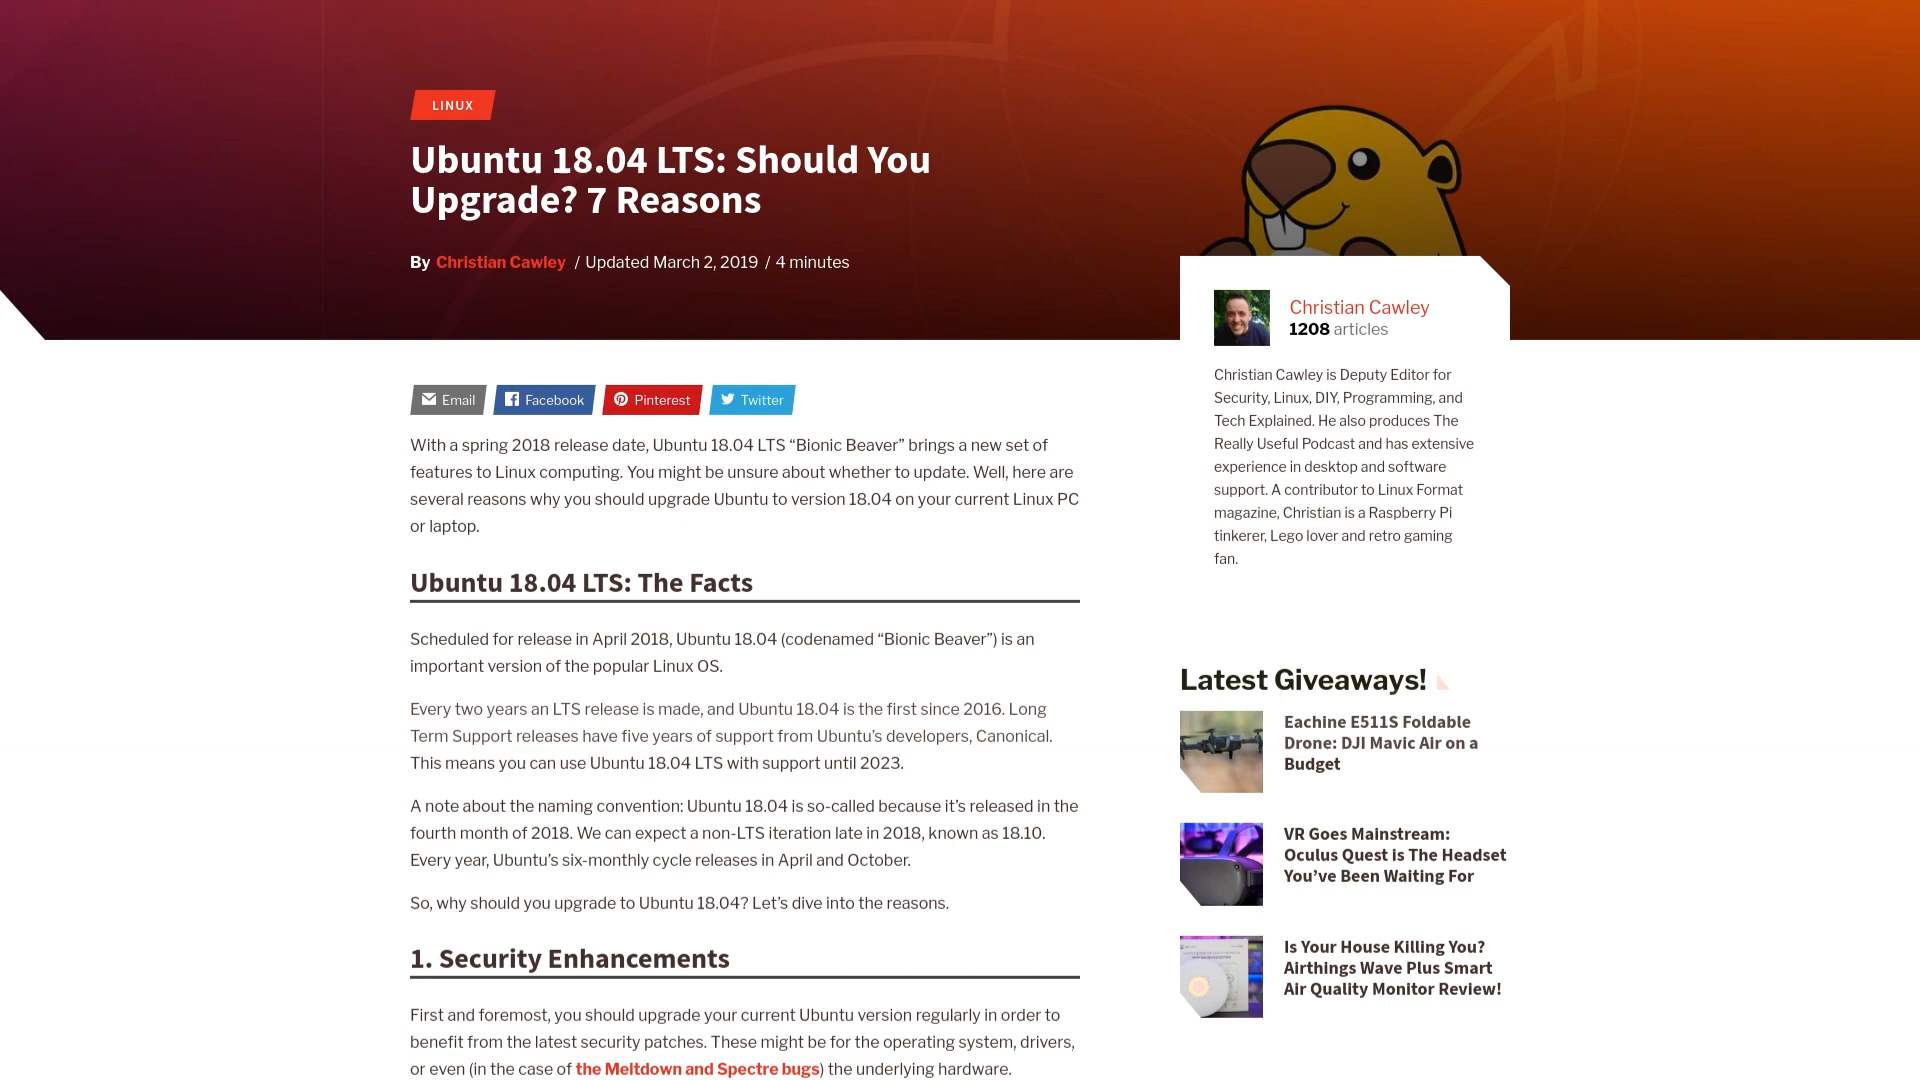 LINUX
Ubuntu 18.04 LTS: Should You
Upgrade? 7 Reasons
By Christian Cawley / Updated March 2, 2019 / 4 minutes
Christian Cawley
1208 articles
Christian Cawley is Deputy Editor for
Security, Linux, DIY, Programming, and
Tech Explained. He also produces The
Really Useful Podcast and has extensive
experience in desktop and software
support. A contributor to Linux Format
magazine, Christian is a Raspberry Pi
tinkerer, Lego lover and retro gaming
fan.
Email
Facebook
Pinterest
Twitter
With a spring 2018 release date, Ubuntu 18.04 LTS “Bionic Beaver” brings a new set of
features to Linux computing. You might be unsure about whether to update. Well, here are
several reasons why you should upgrade Ubuntu to version 18.04 on your current Linux PC
or laptop.
Ubuntu 18.04 LTS: The Facts
Scheduled for release in April 2018, Ubuntu 18.04 (codenamed “Bionic Beaver”) is an
important version of the popular Linux OS.
Every two years an LTS release is made, and Ubuntu 18.04 is the first since 2016. Long
Term Support releases have five years of support from Ubuntu’s developers, Canonical.
This means you can use Ubuntu 18.04 LTS with support until 2023.
A note about the naming convention: Ubuntu 18.04 is so-called because it’s released in the
fourth month of 2018. We can expect a non-LTS iteration late in 2018, known as 18.10.
Every year, Ubuntu’s six-monthly cycle releases in April and October.
So, why should you upgrade to Ubuntu 18.04? Let’s dive into the reasons.
1. Security Enhancements
First and foremost, you should upgrade your current Ubuntu version regularly in order to
benefit from the latest security patches. These might be for the operating system, drivers,
or even (in the case of the Meltdown and Spectre bugs) the underlying hardware.
Latest Giveaways!
Eachine E511S Foldable
Drone: DJI Mavic Air on a
Budget
VR Goes Mainstream:
Oculus Quest is The Headset
You’ve Been Waiting For
Is Your House Killing You?
Airthings Wave Plus Smart
Air Quality Monitor Review!